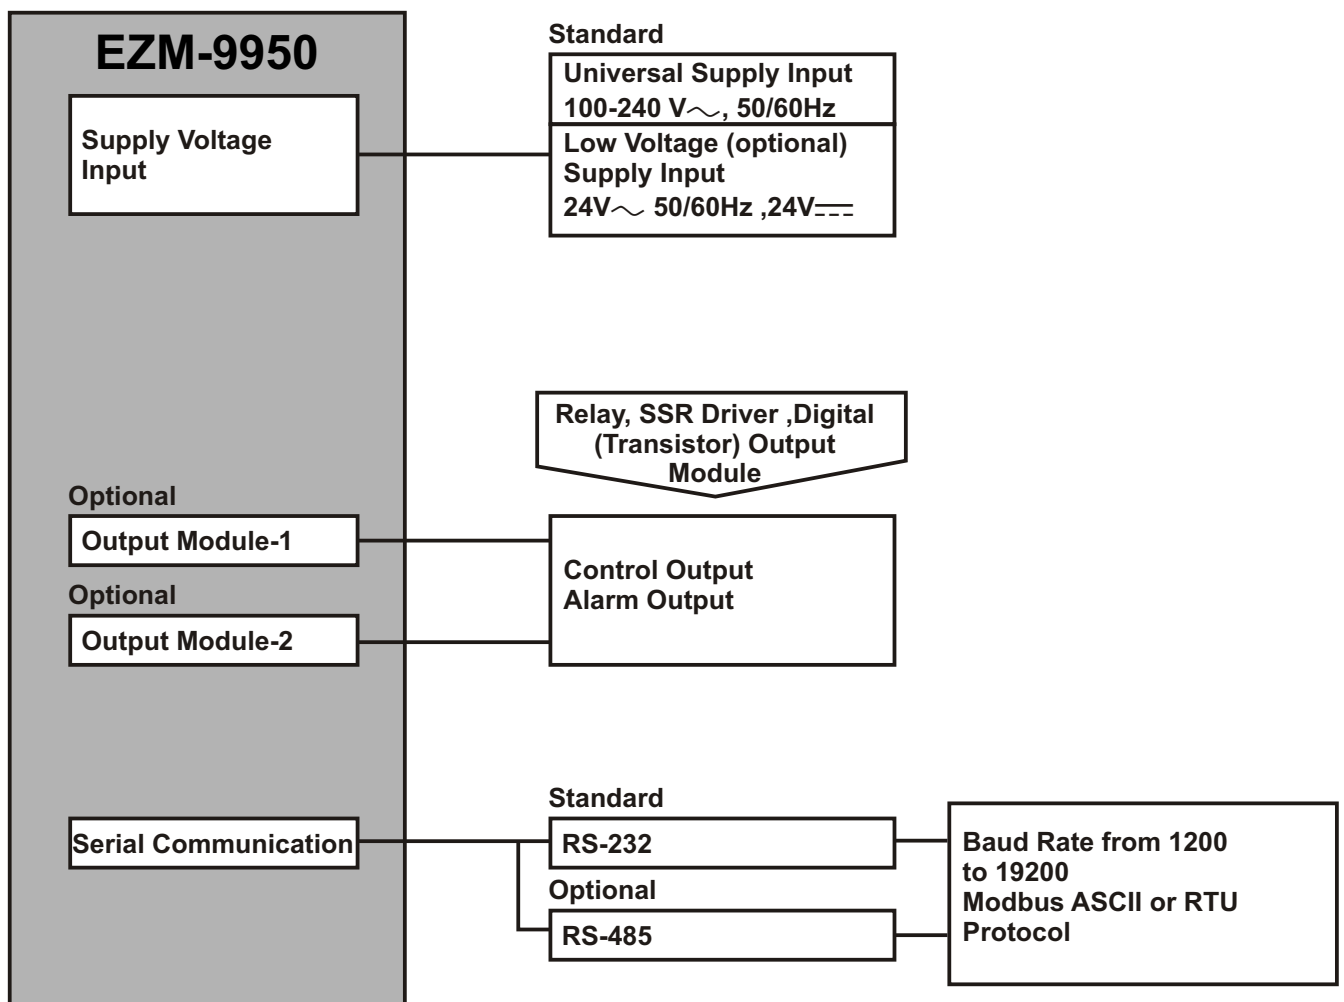 EZM-9950
Supply Voltage
Input
Standard
Universal Supply Input
100-240 V～, 50/60Hz
Low Voltage (optional)
Supply Input
24V～ 50/60Hz ,24V⎓
Relay, SSR Driver ,Digital
(Transistor) Output
Module
Optional
Output Module-1
Optional
Output Module-2
Control Output
Alarm Output
Serial Communication
Standard
RS-232
Optional
RS-485
Baud Rate from 1200
to 19200
Modbus ASCII or RTU
Protocol